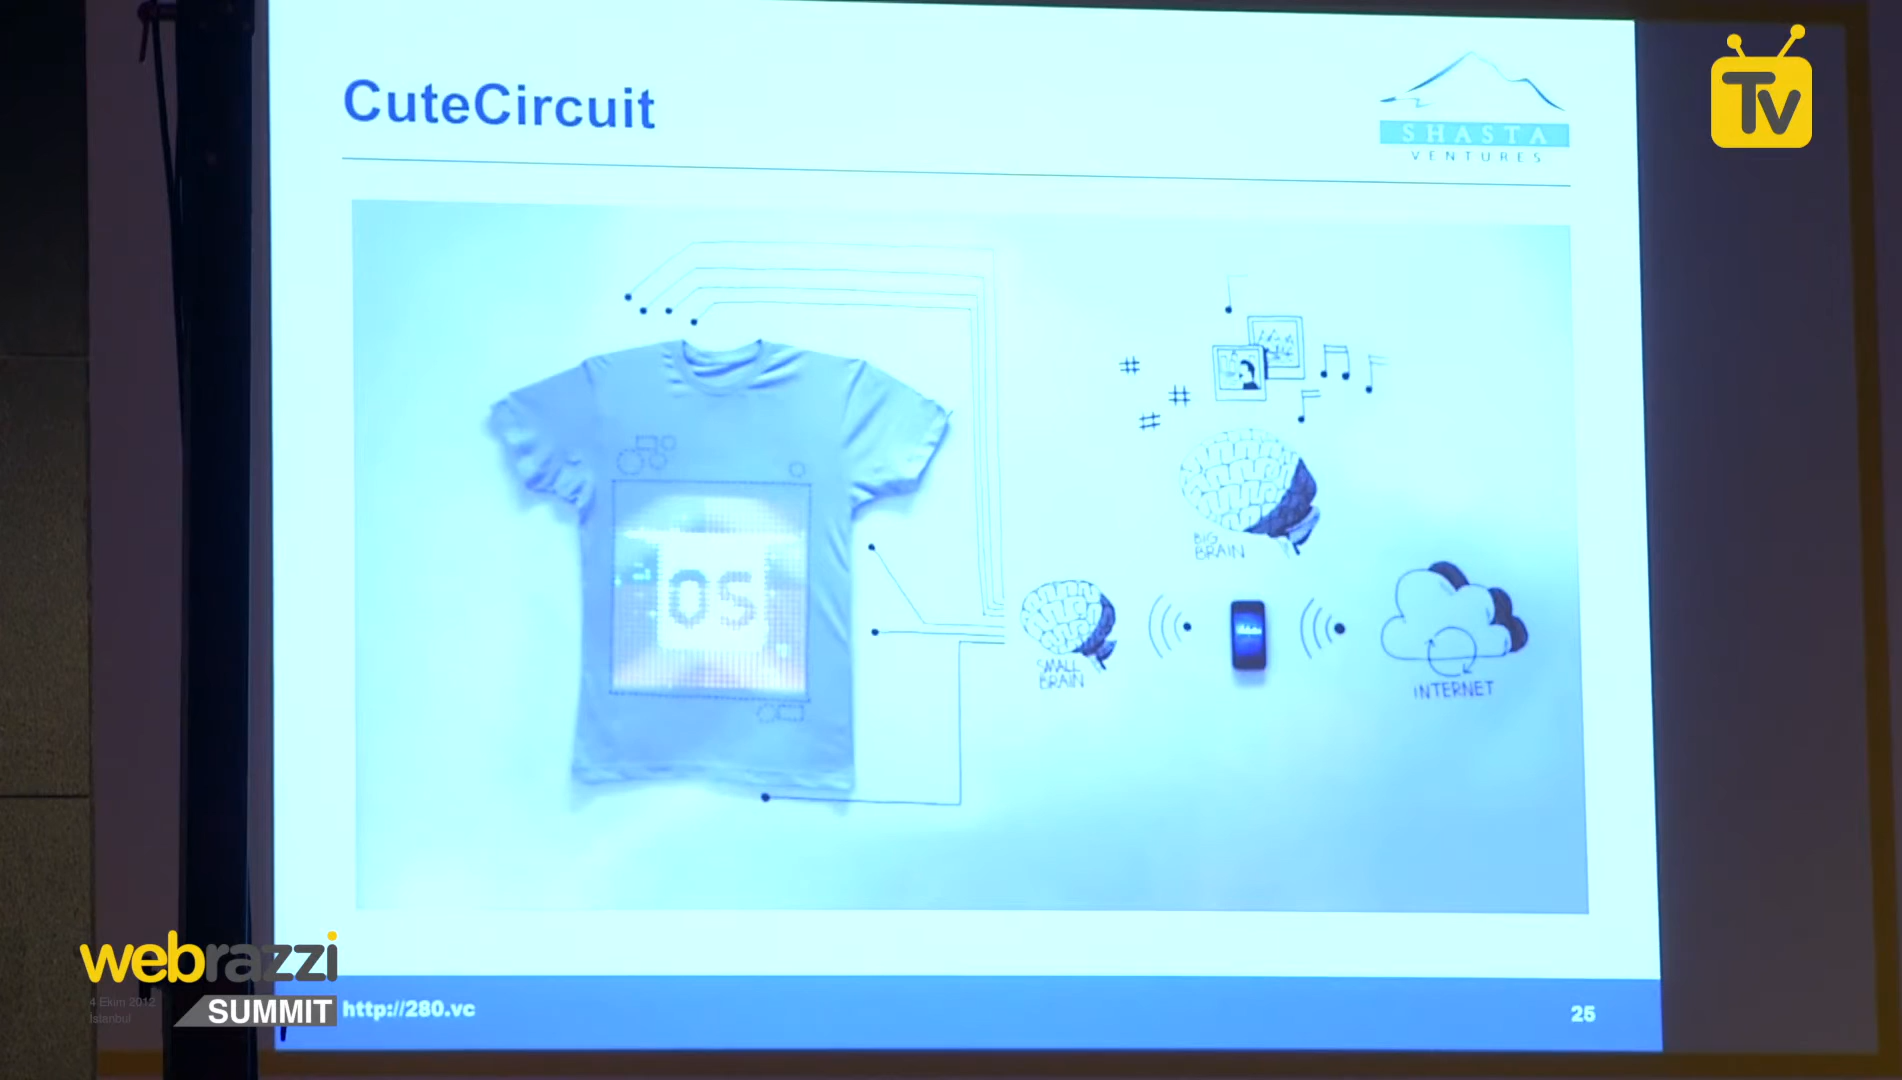 CuteCircuit
SHASTA
VENTURES
Tv
OS
BIG
BRAIN
SMALL
BRAIN
INTERNET
webrazzi
4 Ekim 2012
İstanbul
SUMMIT
http://280.vc
25